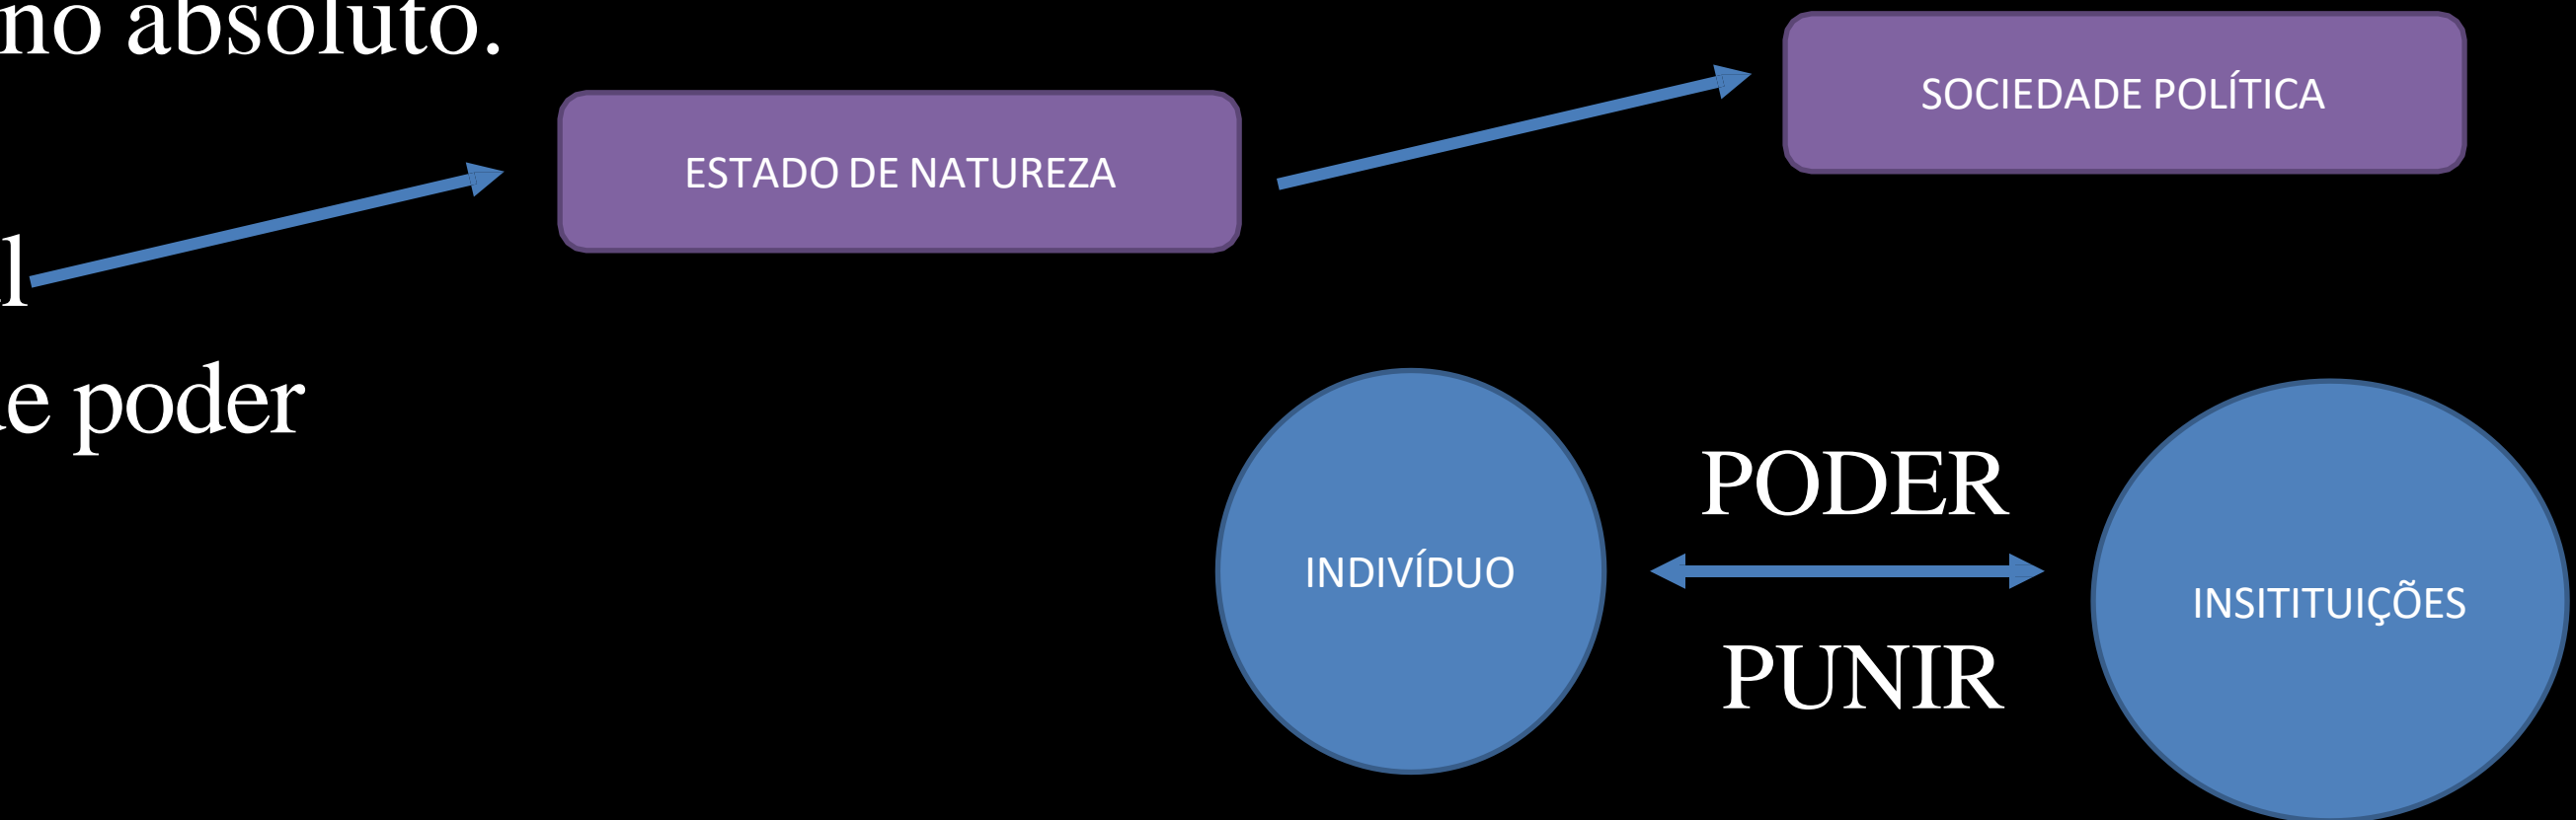 no absoluto.
SOCIEDADE POLÍTICA
ESTADO DE NATUREZA
l
e poder
PODER
INDIVÍDUO
INSITITUIÇÕES
PUNIR